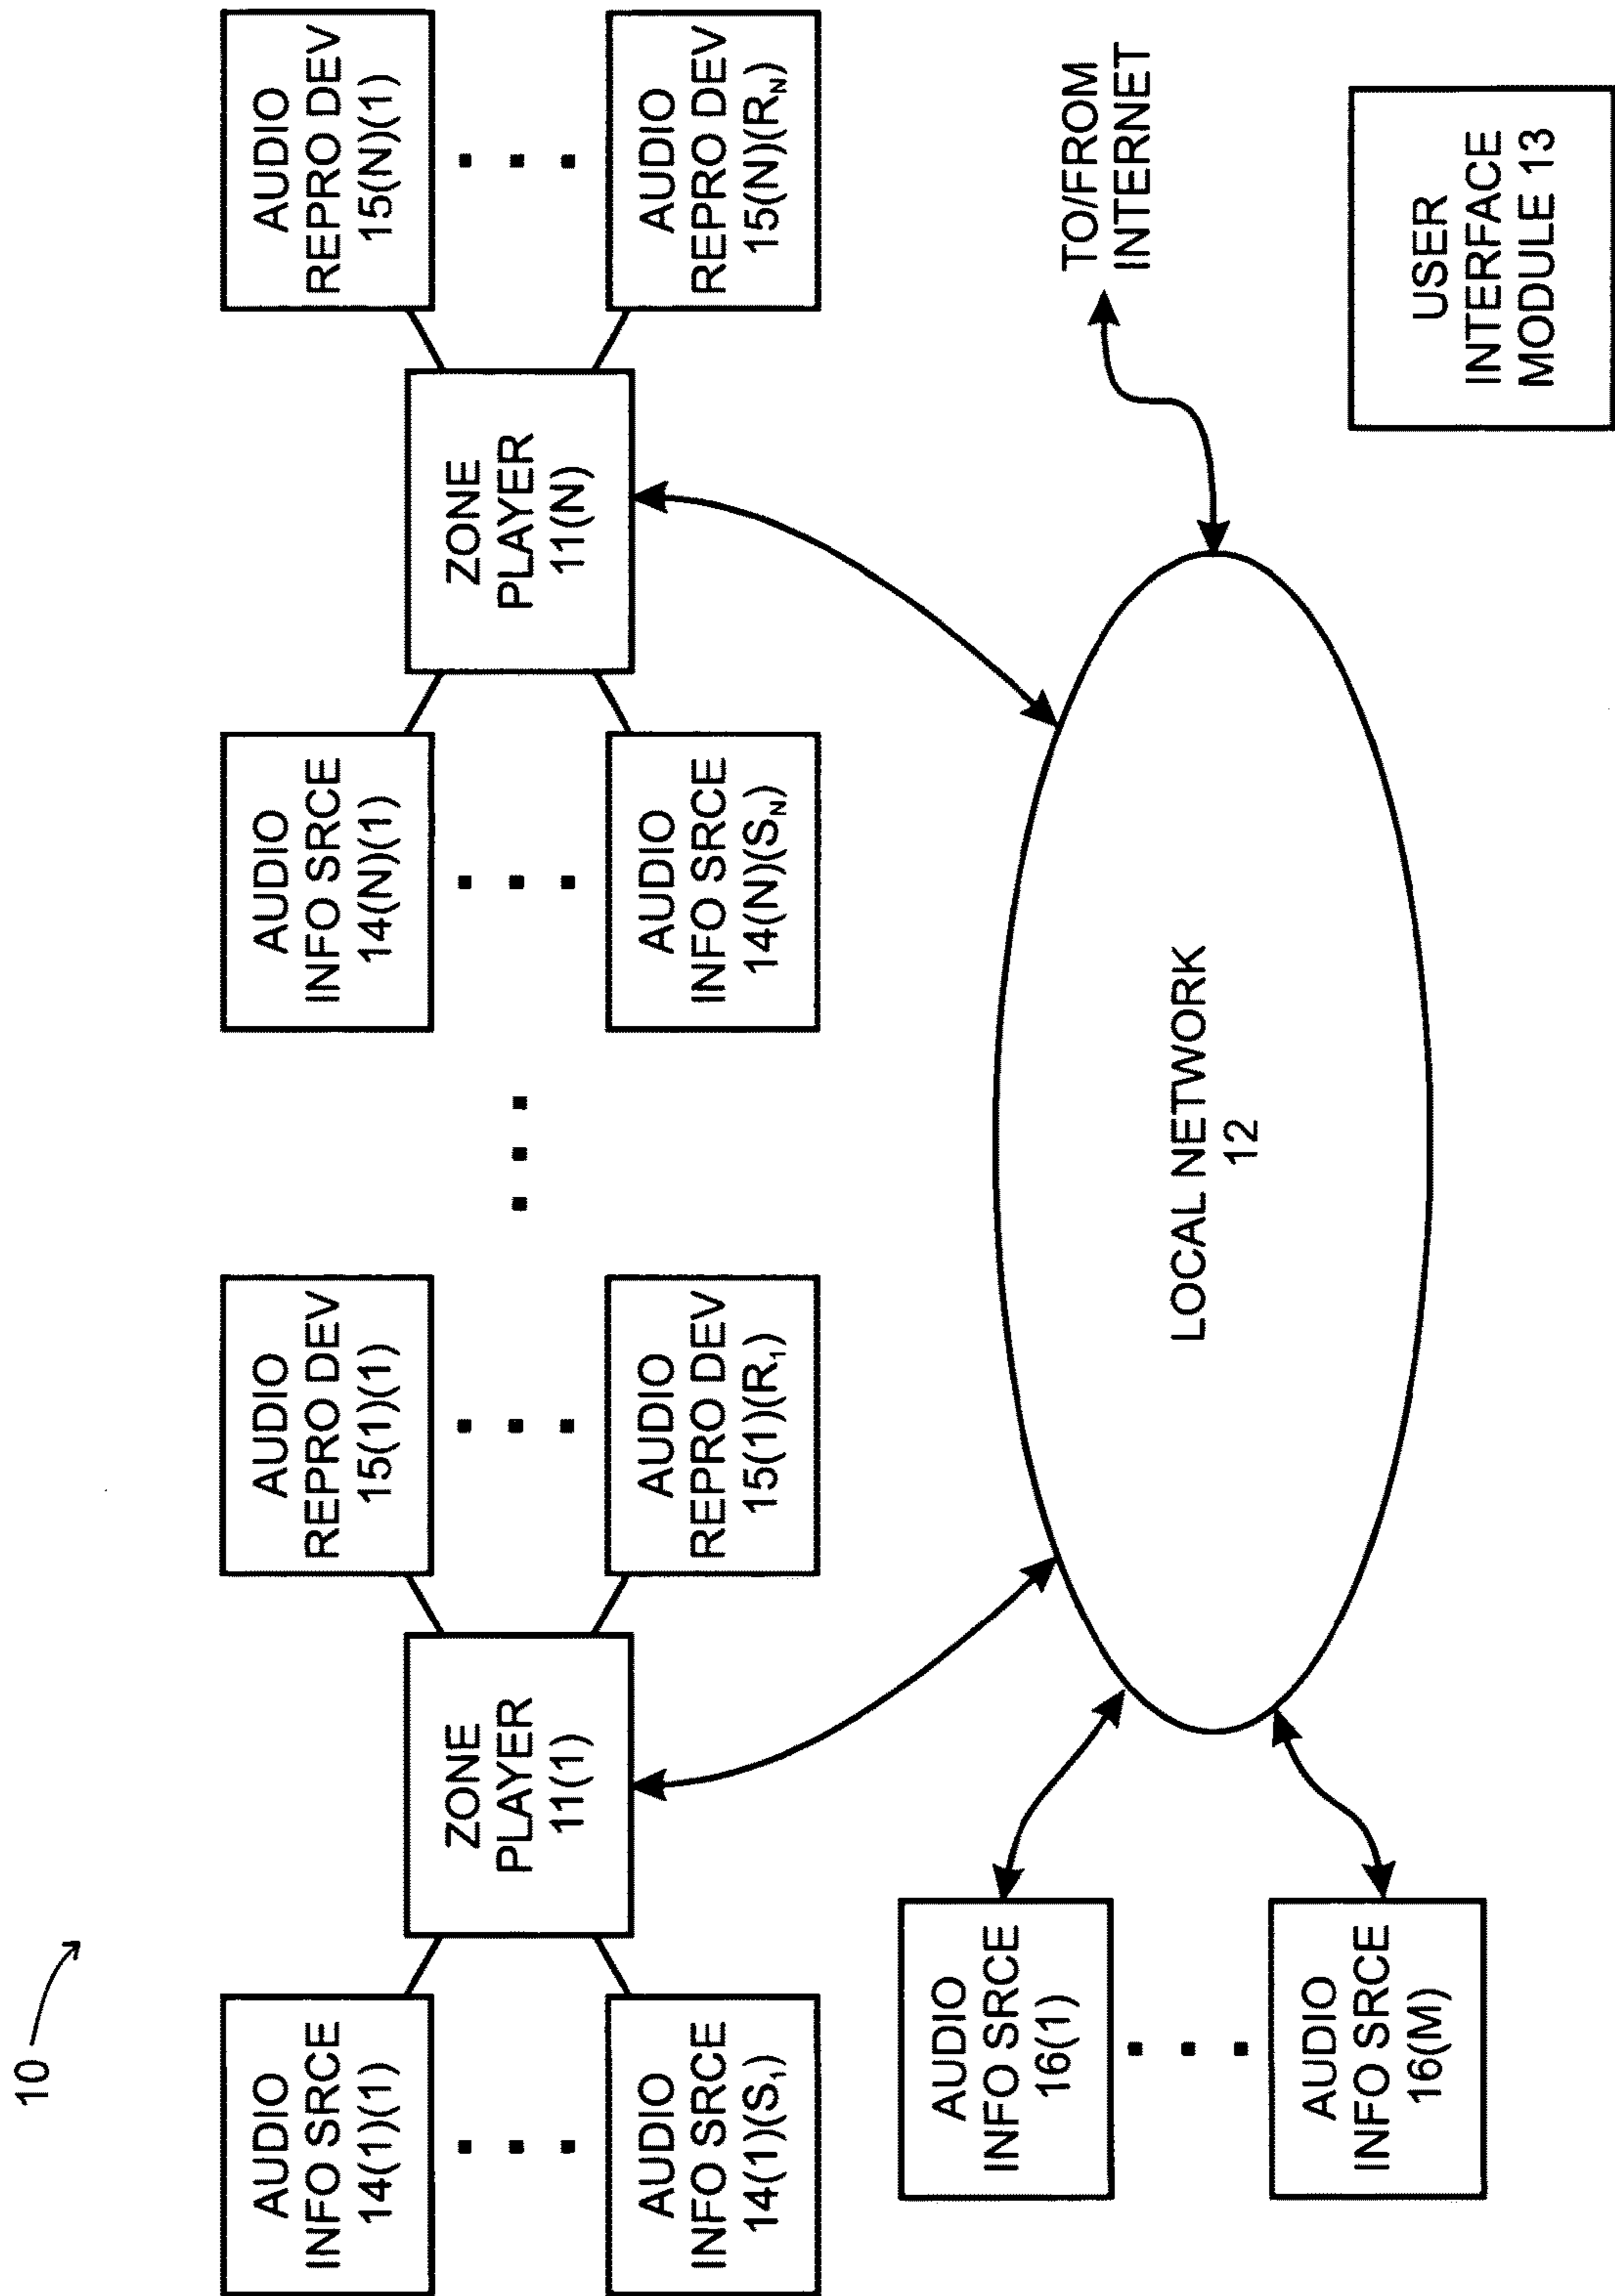 10
AUDIO
INFO SRCE
14(1)(1)
AUDIO
INFO SRCE
14(1)(S₁)
ZONE
PLAYER
11(1)
AUDIO
REPRO DEV
15(1)(1)
AUDIO
REPRO DEV
15(1)(R₁)
AUDIO
INFO SRCE
14(N)(1)
AUDIO
INFO SRCE
14(N)(S_N)
ZONE
PLAYER
11(N)
AUDIO
REPRO DEV
15(N)(1)
AUDIO
REPRO DEV
15(N)(R_N)
AUDIO
INFO SRCE
16(1)
AUDIO
INFO SRCE
16(M)
LOCAL NETWORK
12
TO/FROM
INTERNET
USER
INTERFACE
MODULE 13